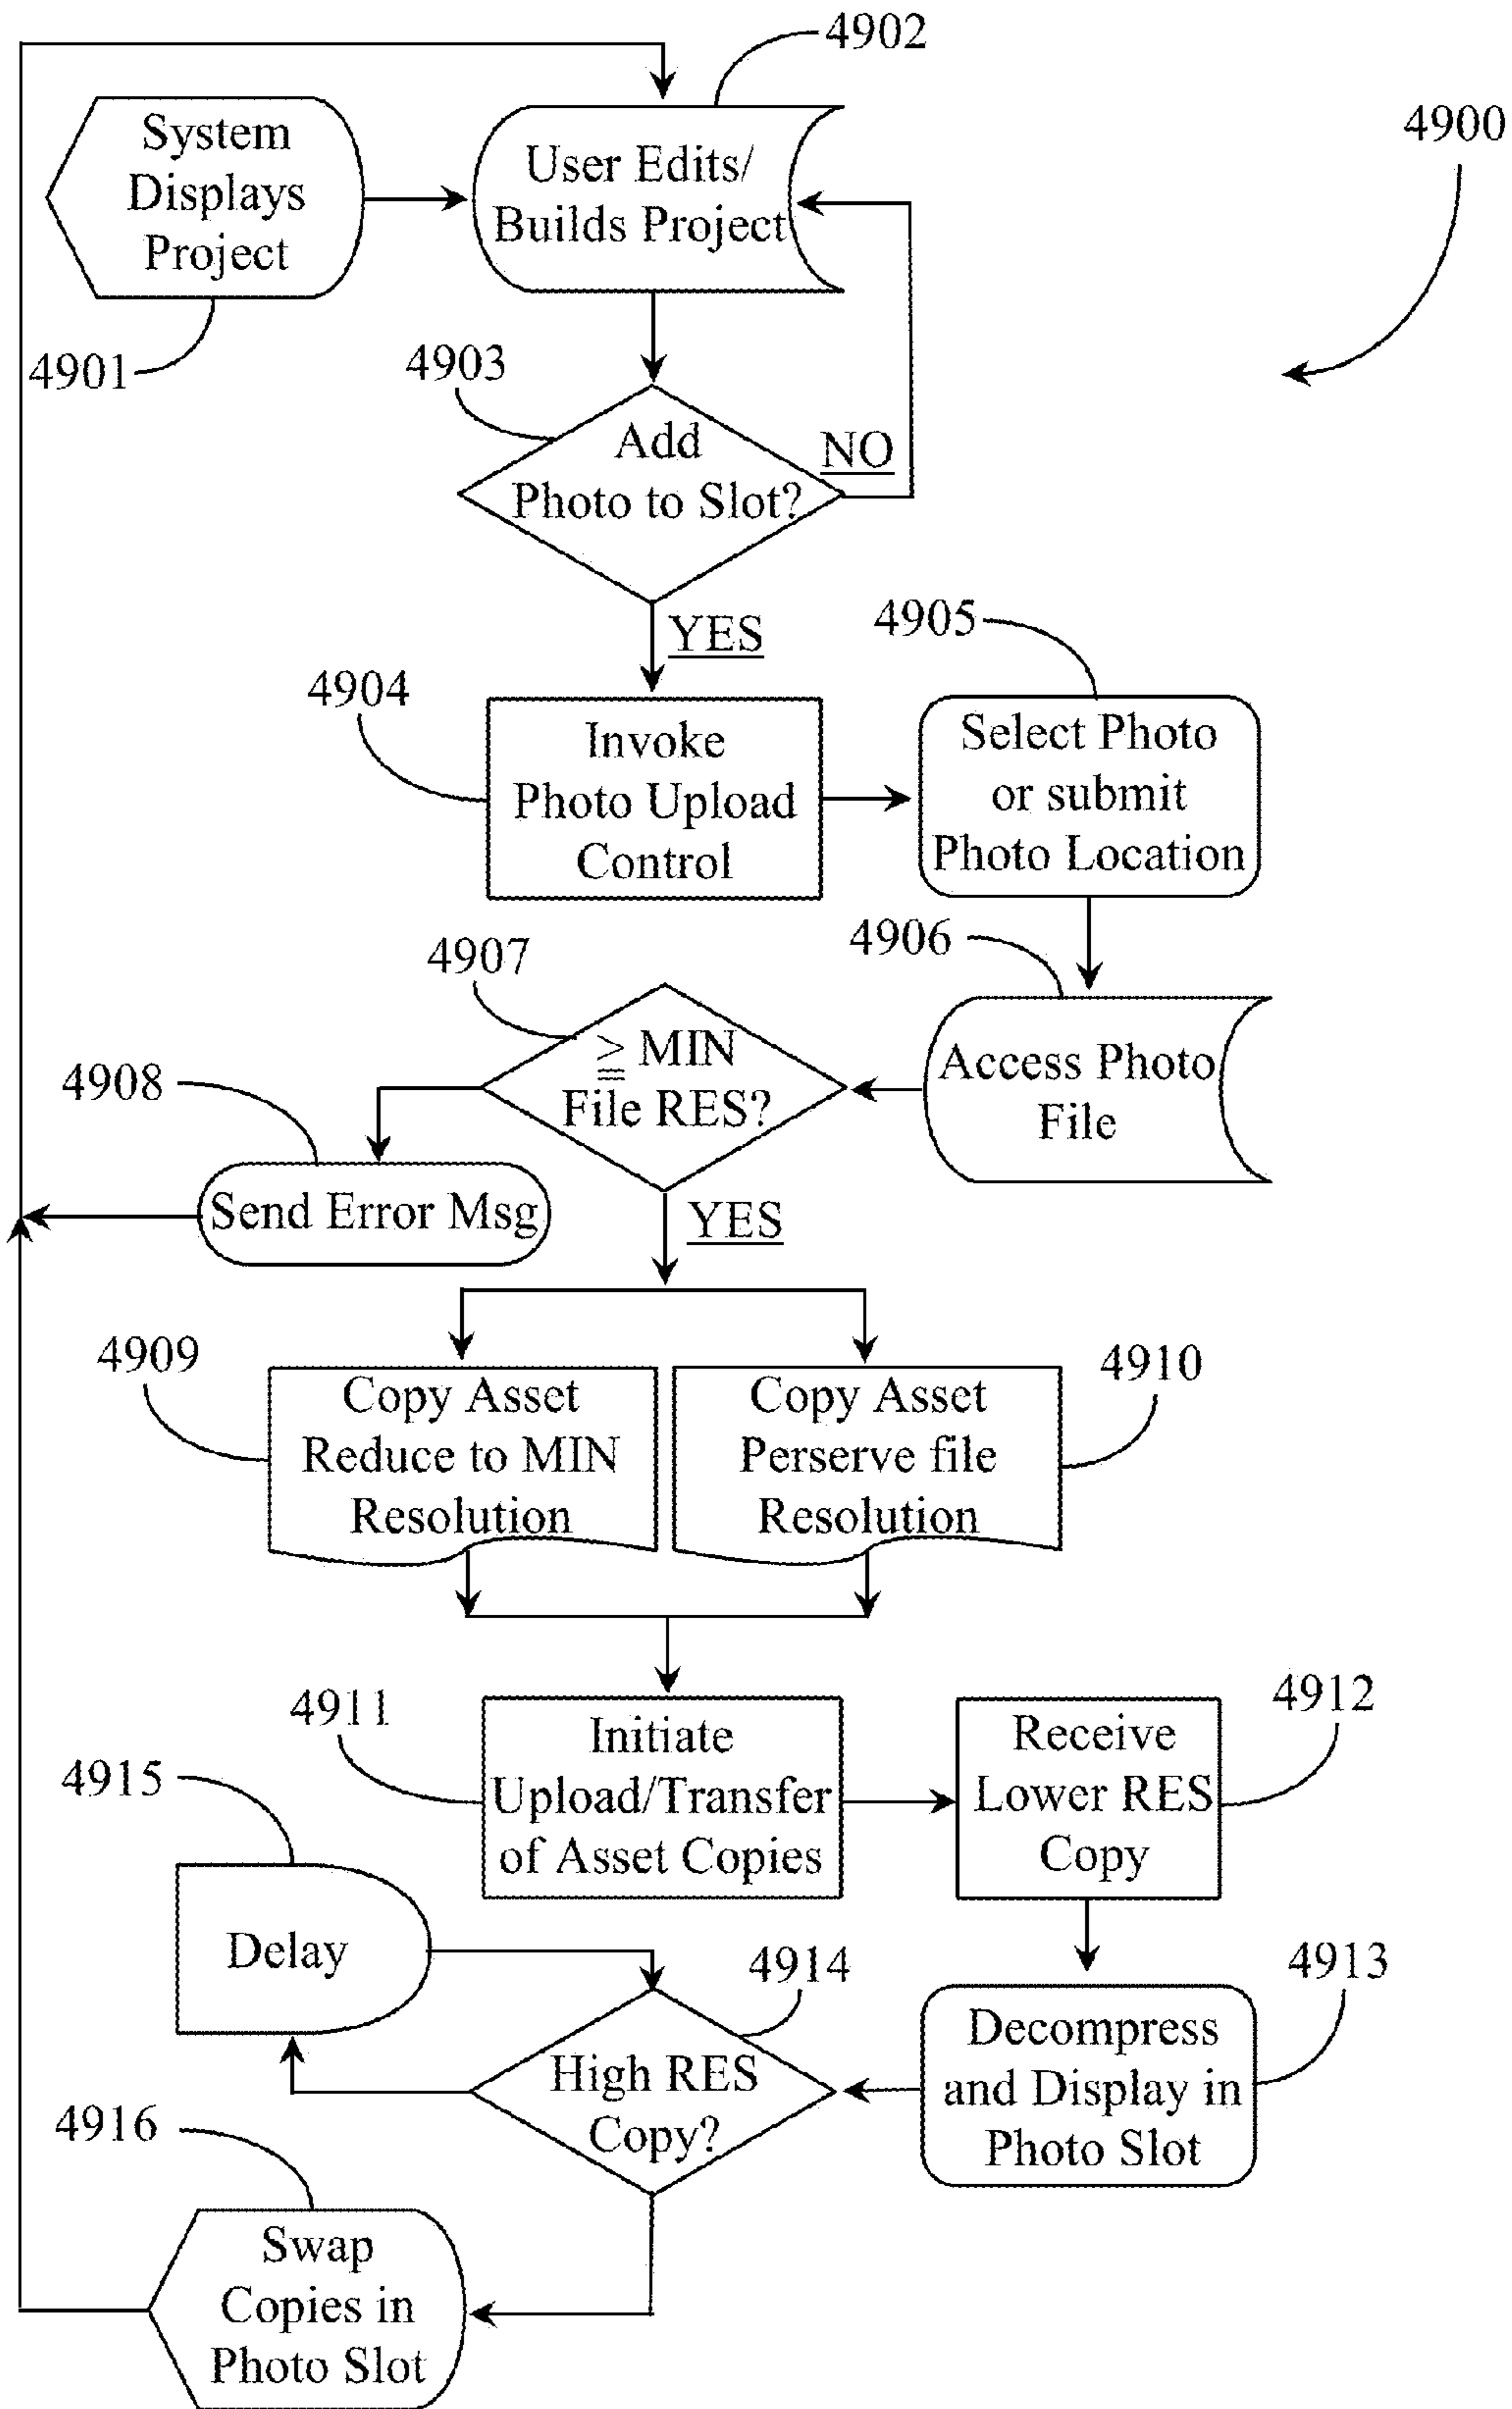 4902
4900
System
Displays
Project
User Edits/
Builds Project
4901
4903
Add
Photo to Slot?
NO
YES
4904
4905
Invoke
Photo Upload
Control
Select Photo
or submit
Photo Location
4906
4907
≧ MIN
File RES?
Access Photo
File
4908
Send Error Msg
YES
4909
4910
Copy Asset
Reduce to MIN
Resolution
Copy Asset
Perserve file
Resolution
4911
4912
Initiate
Upload/Transfer
of Asset Copies
Receive
Lower RES
Copy
4915
Delay
4914
4913
High RES
Copy?
Decompress
and Display in
Photo Slot
4916
Swap
Copies in
Photo Slot